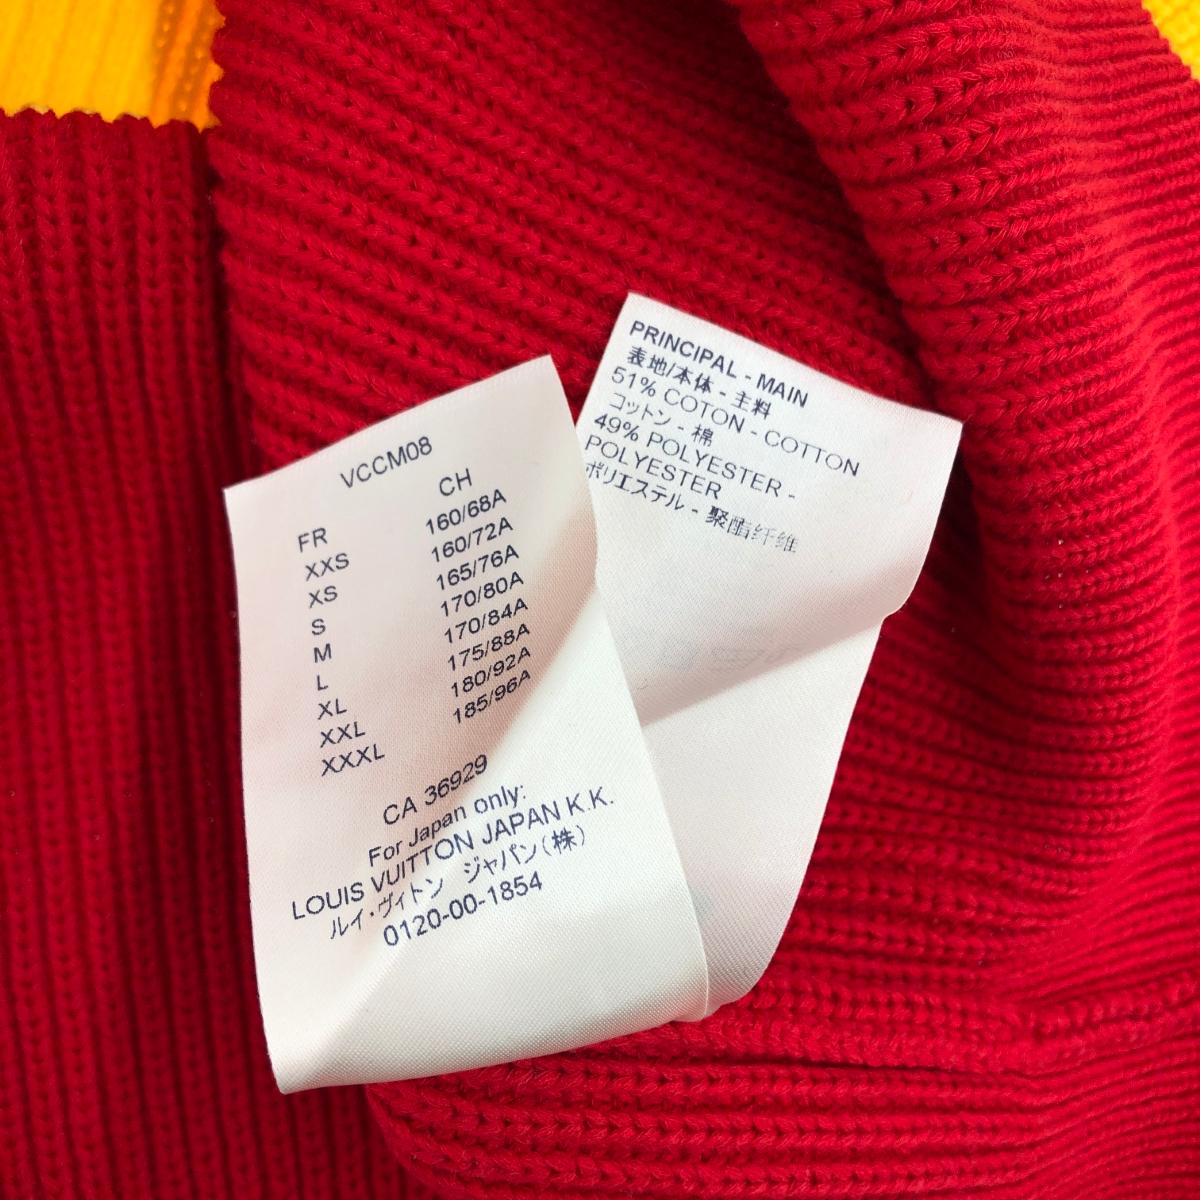 VCCM08
FR CH
XXS 160/68A
XS 160/72A
S 165/76A
M 170/80A
L 170/84A
XL 175/88A
XXL 180/92A
XXXL 185/96A
CA 36929
For Japan only:
LOUIS VUITTON JAPAN K.K.
ルイ・ヴィトン ジャパン(株)
0120-00-1854
PRINCIPAL - MAIN
表地/本体 - 主料
51% COTON - COTTON
コットン - 棉
49% POLYESTER -
POLYESTER
ポリエステル - 聚酯纤维